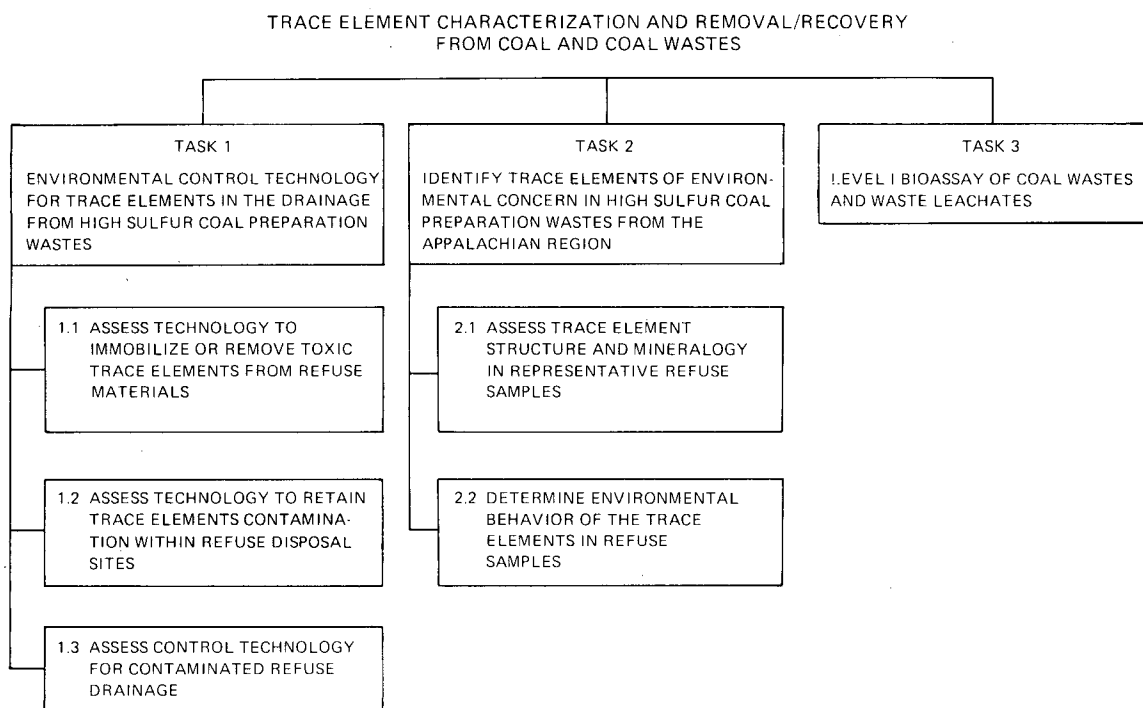 TRACE ELEMENT CHARACTERIZATION AND REMOVAL/RECOVERY
FROM COAL AND COAL WASTES
TASK 1
ENVIRONMENTAL CONTROL TECHNOLOGY
FOR TRACE ELEMENTS IN THE DRAINAGE
FROM HIGH SULFUR COAL PREPARATION
WASTES
1.1 ASSESS TECHNOLOGY TO
IMMOBILIZE OR REMOVE TOXIC
TRACE ELEMENTS FROM REFUSE
MATERIALS
1.2 ASSESS TECHNOLOGY TO RETAIN
TRACE ELEMENTS CONTAMINA-
TION WITHIN REFUSE DISPOSAL
SITES
1.3 ASSESS CONTROL TECHNOLOGY
FOR CONTAMINATED REFUSE
DRAINAGE
TASK 2
IDENTIFY TRACE ELEMENTS OF ENVIRON-
MENTAL CONCERN IN HIGH SULFUR COAL
PREPARATION WASTES FROM THE
APPALACHIAN REGION
2.1 ASSESS TRACE ELEMENT
STRUCTURE AND MINERALOGY
IN REPRESENTATIVE REFUSE
SAMPLES
2.2 DETERMINE ENVIRONMENTAL
BEHAVIOR OF THE TRACE
ELEMENTS IN REFUSE
SAMPLES
TASK 3
LEVEL I BIOASSAY OF COAL WASTES
AND WASTE LEACHATES